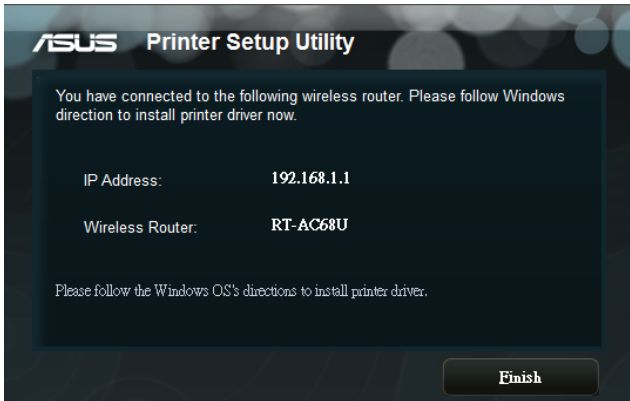 ASUS Printer Setup Utility
You have connected to the following wireless router. Please follow Windows
direction to install printer driver now.
IP Address: 192.168.1.1
Wireless Router: RT-AC68U
Please follow the Windows OS's directions to install printer driver.
Finish